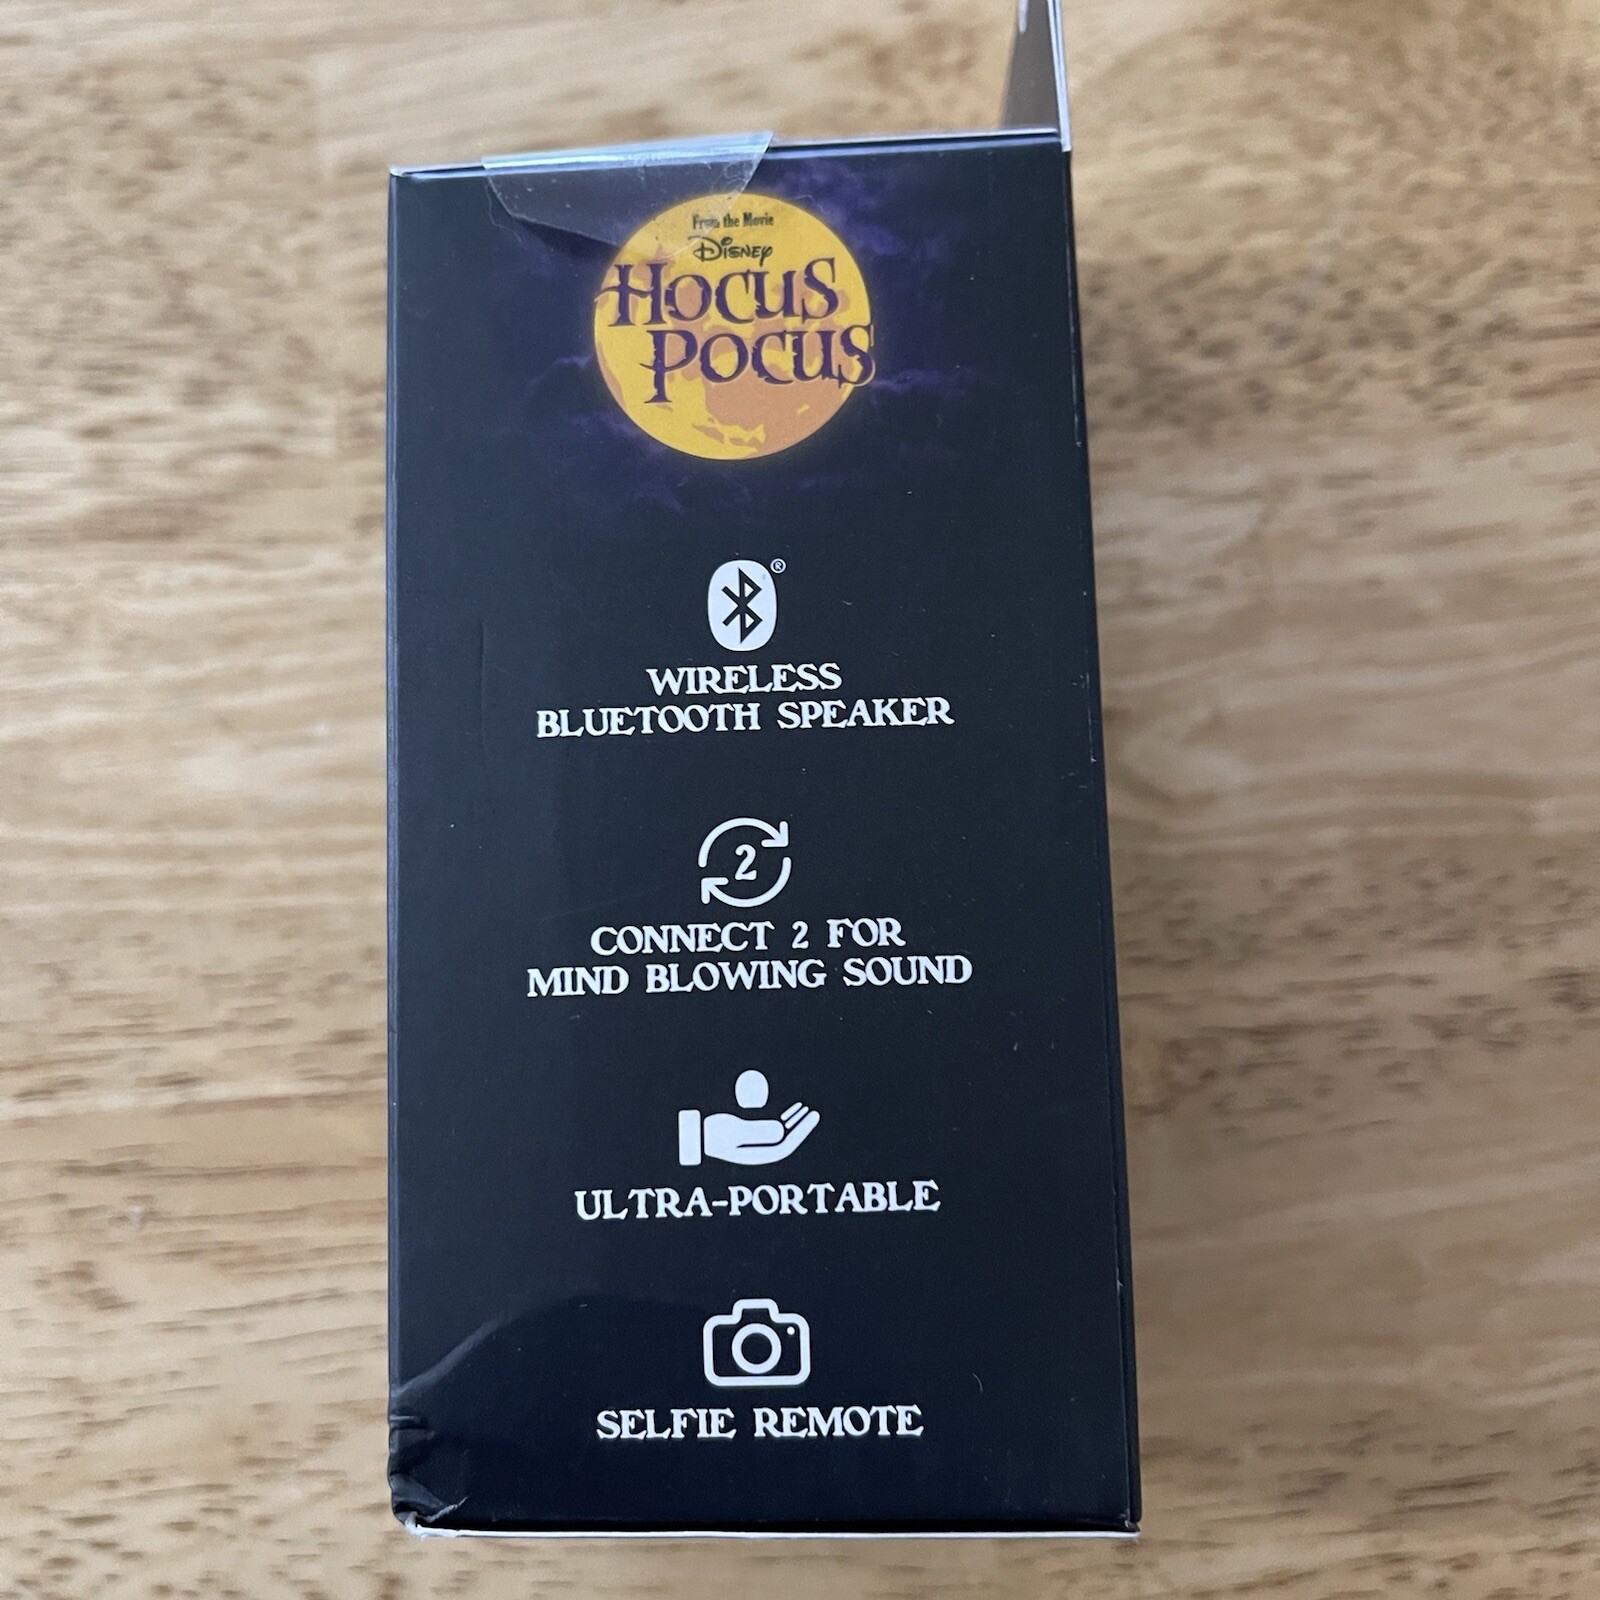 From the Movie
Disney
Hocus
Pocus
®
WIRELESS
BLUETOOTH SPEAKER
2
CONNECT 2 FOR
MIND BLOWING SOUND
ULTRA-PORTABLE
SELFIE REMOTE